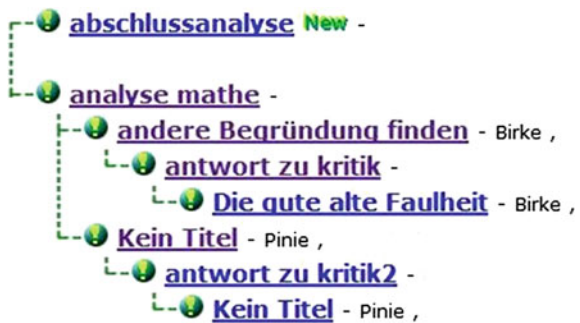 abschlussanalyse New -
analyse mathe -
andere Begründung finden - Birke ,
antwort zu kritik -
Die gute alte Faulheit - Birke ,
Kein Titel - Pinie ,
antwort zu kritik2 -
Kein Titel - Pinie ,